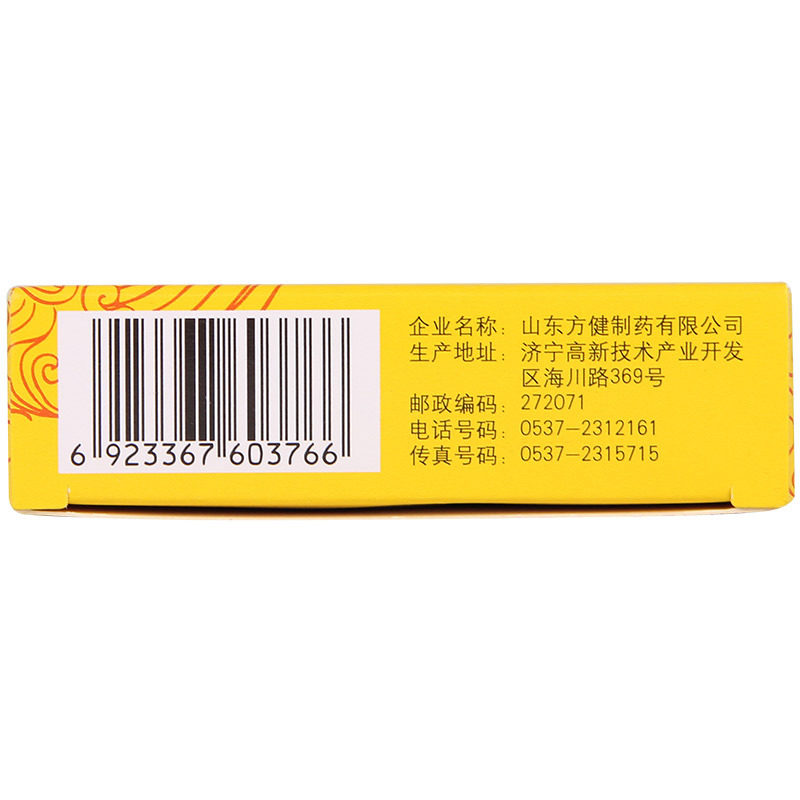 6 923367 603766
企业名称：山东方健制药有限公司
生产地址：济宁高新技术产业开发
区海川路369号
邮政编码：272071
电话号码：0537-2312161
传真号码：0537-2315715